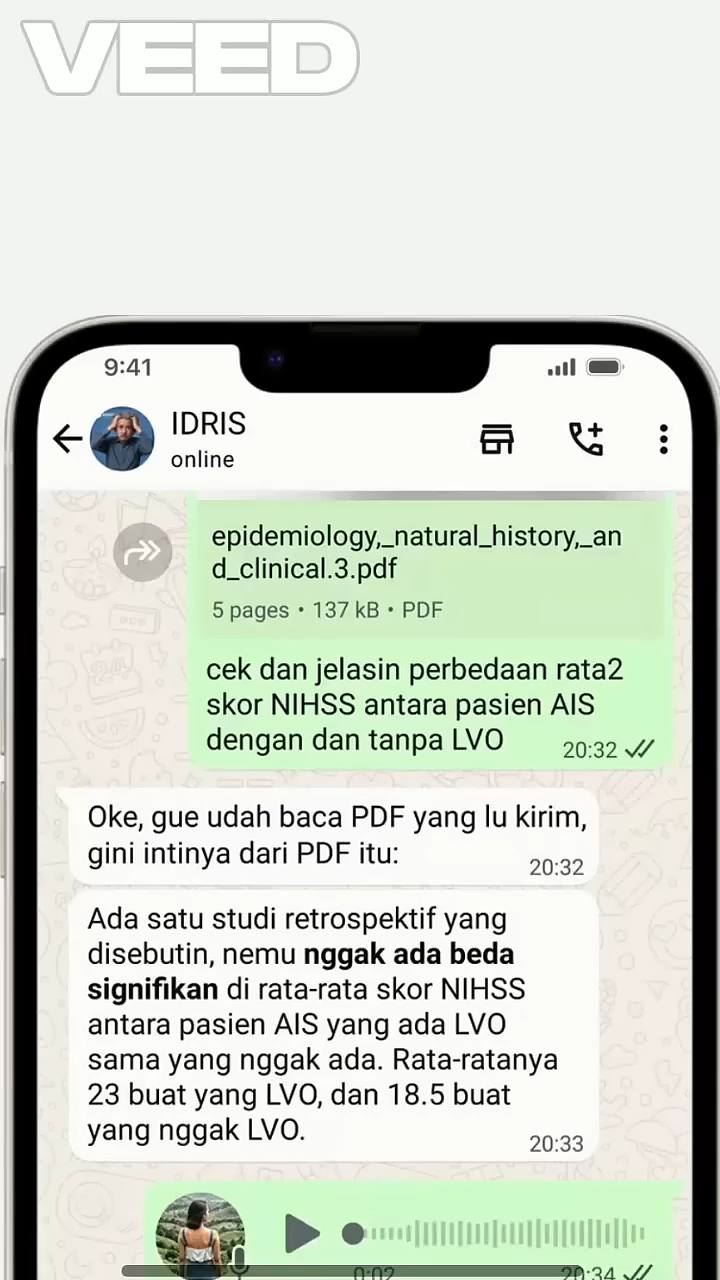 VEED
9:41
IDRIS
online
epidemiology,_natural_history,_an
d_clinical.3.pdf
5 pages • 137 kB • PDF
cek dan jelasin perbedaan rata2
skor NIHSS antara pasien AIS
dengan dan tanpa LVO
20:32
Oke, gue udah baca PDF yang lu kirim,
gini intinya dari PDF itu:
20:32
Ada satu studi retrospektif yang
disebutin, nemu nggak ada beda
signifikan di rata-rata skor NIHSS
antara pasien AIS yang ada LVO
sama yang nggak ada. Rata-ratanya
23 buat yang LVO, dan 18.5 buat
yang nggak LVO.
20:33
0:02
20:34